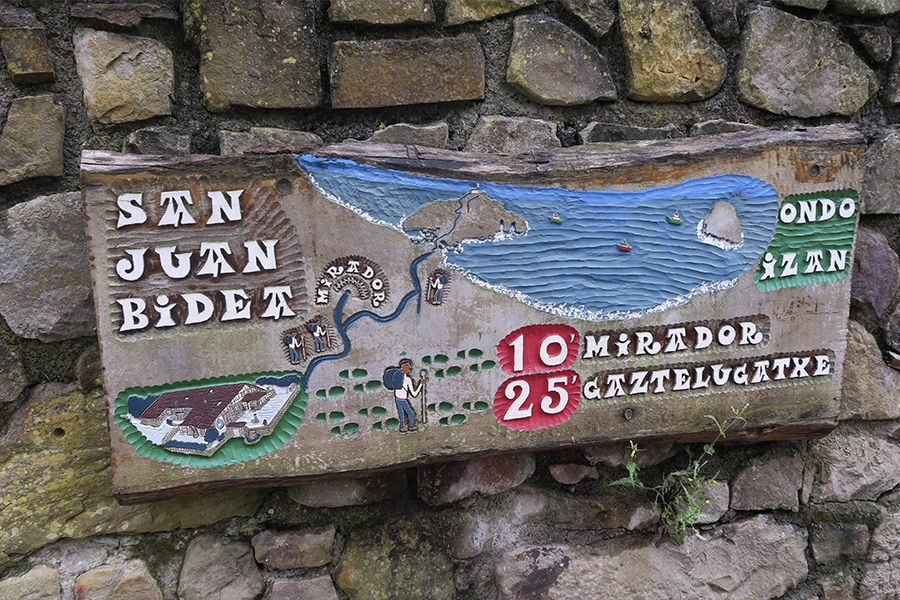 SAN
JUAN
BiDEA
MiRADOR
ONDO
iZAN
10' MiRADOR
25' GAZTELUGATXE